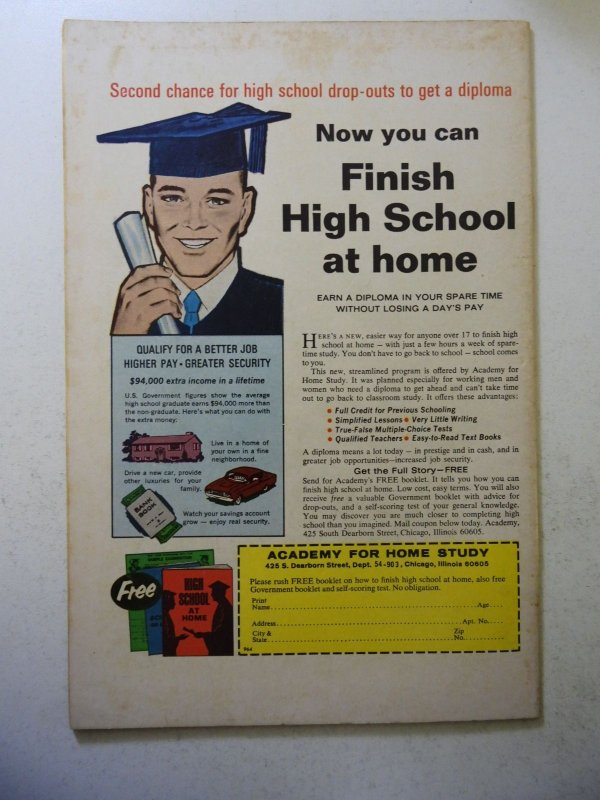 Second chance for high school drop-outs to get a diploma
Now you can
Finish
High School
at home
EARN A DIPLOMA IN YOUR SPARE TIME
WITHOUT LOSING A DAY'S PAY
HERE'S A NEW, easier way for anyone over 17 to finish high
school at home — with just a few hours a week of spare-
time study. You don't have to go back to school — school comes
to you.
This new, streamlined program is offered by Academy for
Home Study. It was planned especially for working men and
women who need a diploma to get ahead and can't take time
out to go back to classroom study. It offers these advantages:
• Full Credit for Previous Schooling
• Simplified Lessons • Very Little Writing
• True-False Multiple-Choice Tests
• Qualified Teachers • Easy-to-Read Text Books
A diploma means a lot today — in prestige and in cash, and in
greater job opportunities—increased job security.
Get the Full Story—FREE
Send for Academy's FREE booklet. It tells you how you can
finish high school at home. Low cost, easy terms. You will also
receive free a valuable Government booklet with advice for
drop-outs, and a self-scoring test of your general knowledge.
You may discover you are much closer to completing high
school than you imagined. Mail coupon below today. Academy,
425 South Dearborn Street, Chicago, Illinois 60605.
QUALIFY FOR A BETTER JOB
HIGHER PAY • GREATER SECURITY
$94,000 extra income in a lifetime
U.S. Government figures show the average
high school graduate earns $94,000 more than
the non-graduate. Here's what you can do with
the extra money:
Live in a home of
your own in a fine
neighborhood.
Drive a new car, provide
other luxuries for your
family.
BANK
BOOK
Watch your savings account
grow — enjoy real security.
Free
HIGH
SCHOOL
AT
HOME
ACADEMY FOR HOME STUDY
425 S. Dearborn Street, Dept. 54-903, Chicago, Illinois 60605
Please rush FREE booklet on how to finish high school at home, also free
Government booklet and self-scoring test. No obligation.
Print
Name Age
Address Apt. No.
City & Zip
State No.
964